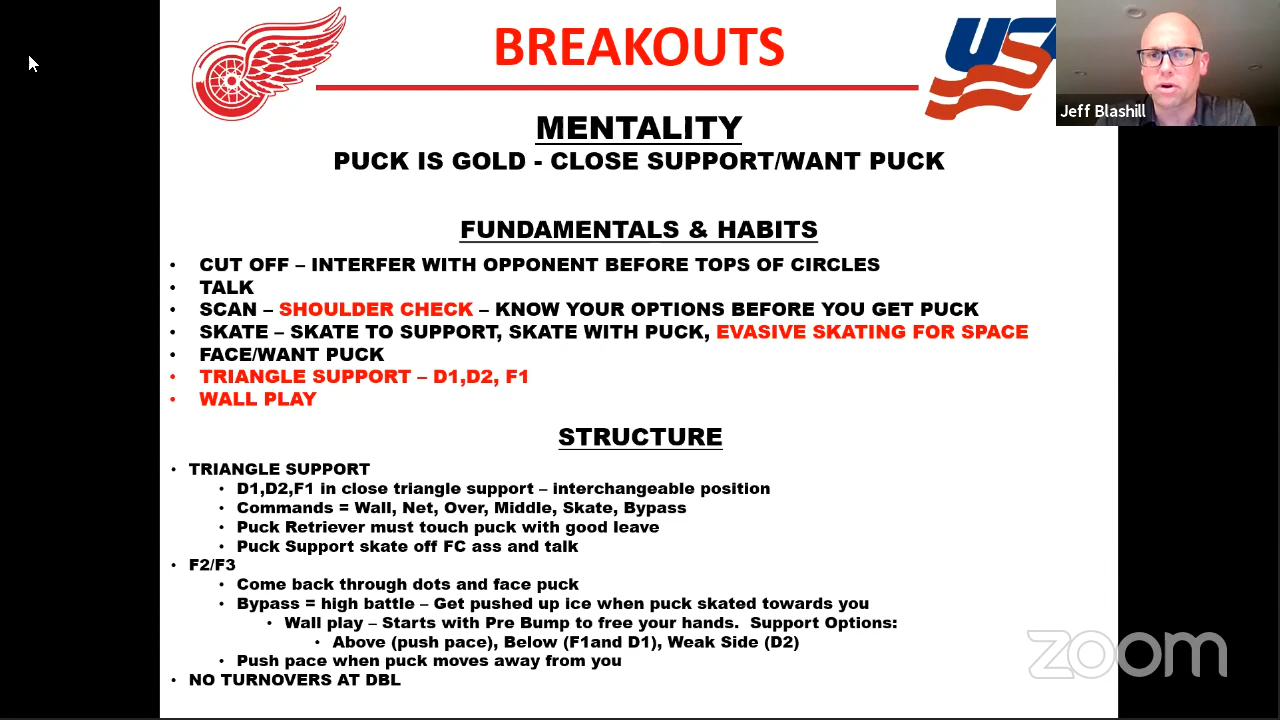 BREAKOUTS
US
Jeff Blashill
MENTALITY
PUCK IS GOLD - CLOSE SUPPORT/WANT PUCK
FUNDAMENTALS & HABITS
• CUT OFF – INTERFER WITH OPPONENT BEFORE TOPS OF CIRCLES
• TALK
• SCAN – SHOULDER CHECK – KNOW YOUR OPTIONS BEFORE YOU GET PUCK
• SKATE – SKATE TO SUPPORT, SKATE WITH PUCK, EVASIVE SKATING FOR SPACE
• FACE/WANT PUCK
• TRIANGLE SUPPORT – D1,D2, F1
• WALL PLAY
STRUCTURE
• TRIANGLE SUPPORT
• D1,D2,F1 in close triangle support – interchangeable position
• Commands = Wall, Net, Over, Middle, Skate, Bypass
• Puck Retriever must touch puck with good leave
• Puck Support skate off FC ass and talk
• F2/F3
• Come back through dots and face puck
• Bypass = high battle – Get pushed up ice when puck skated towards you
• Wall play – Starts with Pre Bump to free your hands. Support Options:
• Above (push pace), Below (F1and D1), Weak Side (D2)
• Push pace when puck moves away from you
• NO TURNOVERS AT DBL
zoom